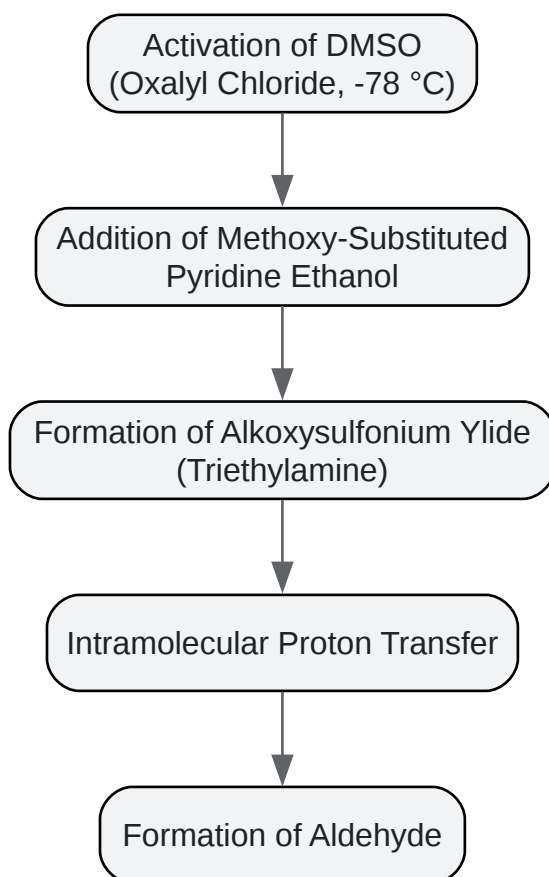 Activation of DMSO
(Oxalyl Chloride, -78 °C)
Addition of Methoxy-Substituted
Pyridine Ethanol
Formation of Alkoxysulfonium Ylide
(Triethylamine)
Intramolecular Proton Transfer
Formation of Aldehyde